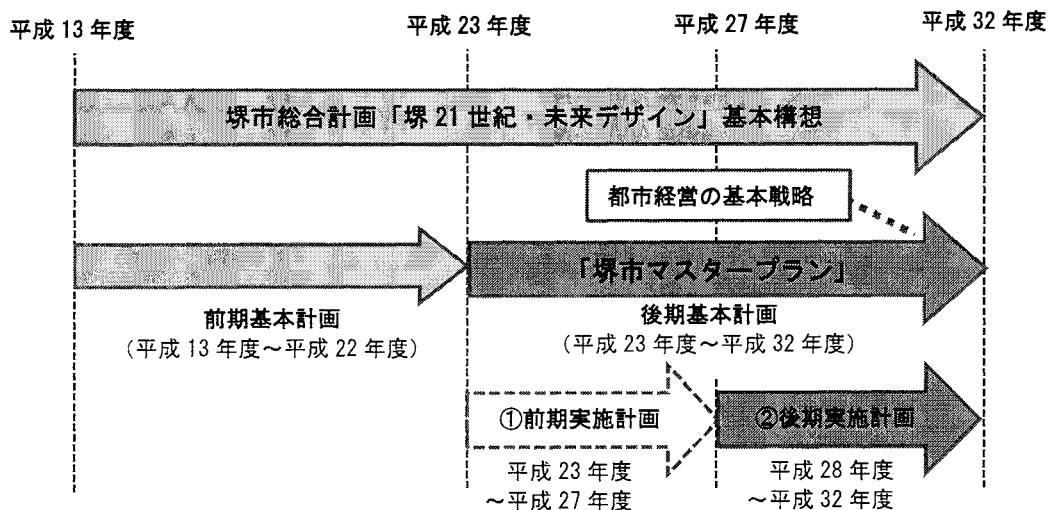 平成 13 年度
平成 23 年度
平成 27 年度
平成 32 年度
堺市総合計画「堺 21 世紀・未来デザイン」基本構想
都市経営の基本戦略
「堺市マスタープラン」
前期基本計画
(平成 13 年度～平成 22 年度)
後期基本計画
(平成 23 年度～平成 32 年度)
①前期実施計画
②後期実施計画
平成 23 年度
～平成 27 年度
平成 28 年度
～平成 32 年度